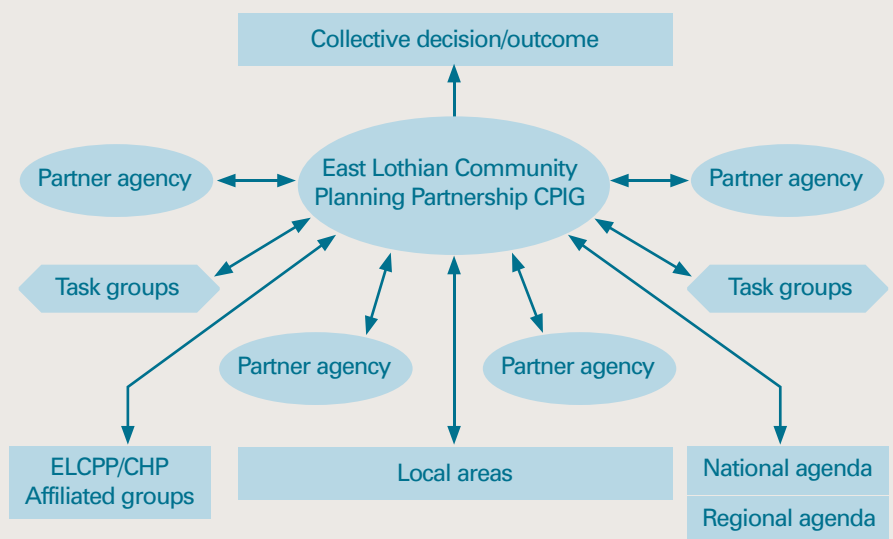 Collective decision/outcome
East Lothian Community
Planning Partnership CPIG
Partner agency
Partner agency
Task groups
Task groups
Partner agency
Partner agency
ELCPP/CHP
Affiliated groups
Local areas
National agenda
Regional agenda